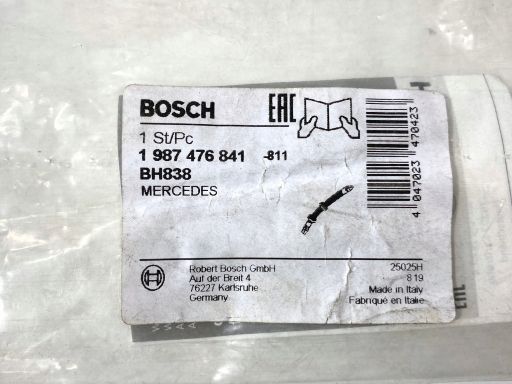 BOSCH
EAC
1 St/Pc
1 987 476 841 -811
BH838
MERCEDES
4 047023 470423
Robert Bosch GmbH
Auf der Breit 4
76227 Karlsruhe
Germany
25025H
819
Made in Italy
Fabriqué en Italie
EAC